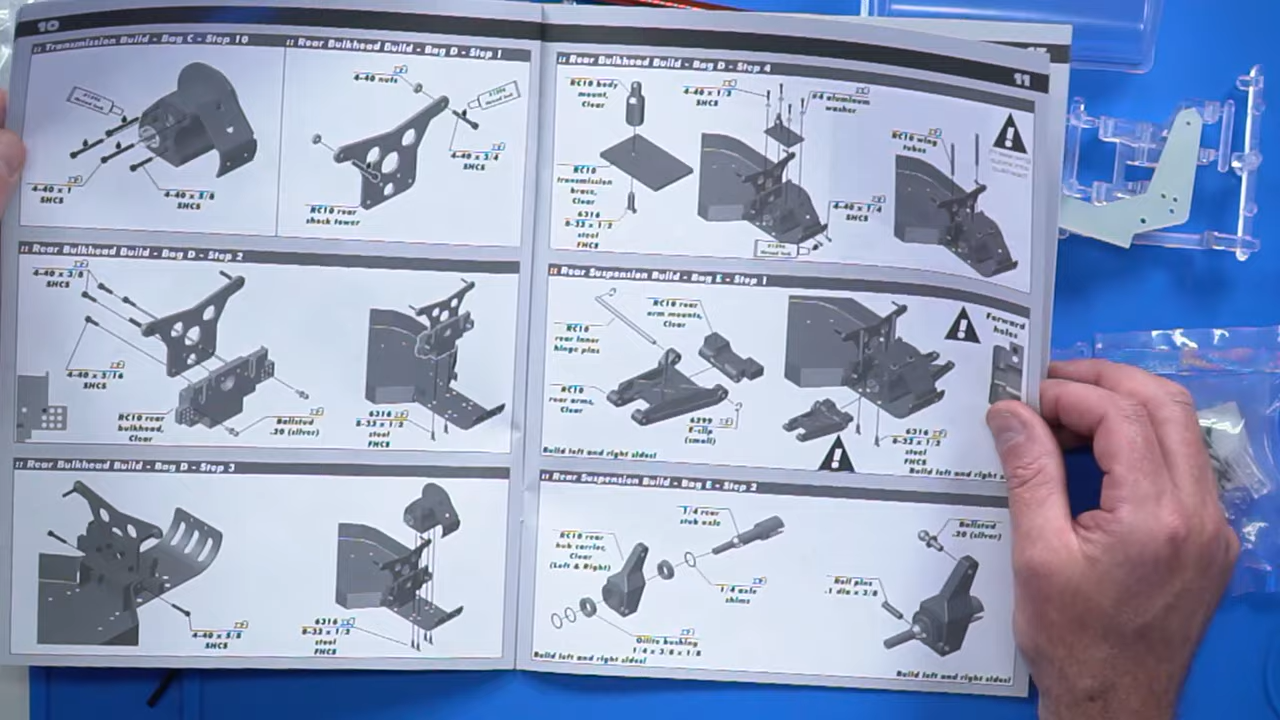 10
:: Transmission Build - Bag C - Step 10
4-40 x 1
SHCS
4-40 x 5/8
SHCS
:: Rear Bulkhead Build - Bag D - Step 1
4-40 nuts
4-40 x 3/4
SHCS
RC10 rear
shock tower
:: Rear Bulkhead Build - Bag D - Step 2
4-40 x 3/8
SHCS
4-40 x 5/16
SHCS
RC10 rear
bulkhead,
Clear
Ballstud
.20 (silver)
6316
8-32 x 1/2
steel
FHCS
:: Rear Bulkhead Build - Bag D - Step 3
4-40 x 5/8
SHCS
6316
8-32 x 1/2
steel
FHCS
11
:: Rear Bulkhead Build - Bag D - Step 4
RC10 body
mount,
Clear
RC10
transmission
brace,
Clear
6316
8-32 x 1/2
steel
FHCS
SHCS
#4 aluminum
washer
4-40 x 1/4
SHCS
RC10 wing
tubes
:: Rear Suspension Build - Bag E - Step 1
RC10
rear inner
hinge pins
RC10 rear
arm mounts,
Clear
RC10
rear arms,
Clear
6299
E-clip
(small)
Build left and right sides!
Forward
holes
6316
8-32 x 1/2
steel
FHCS
Build left and right
:: Rear Suspension Build - Bag E - Step 2
RC10 rear
hub carrier,
Clear
(Left & Right)
1/4 rear
stub axle
1/4 axle
shims
Oilite bushing
1/4 x 3/8 x 1/8
Build left and right sides!
Ballstud
.20 (silver)
Roll pins
.1 dia x 3/8
Build left and right sides!